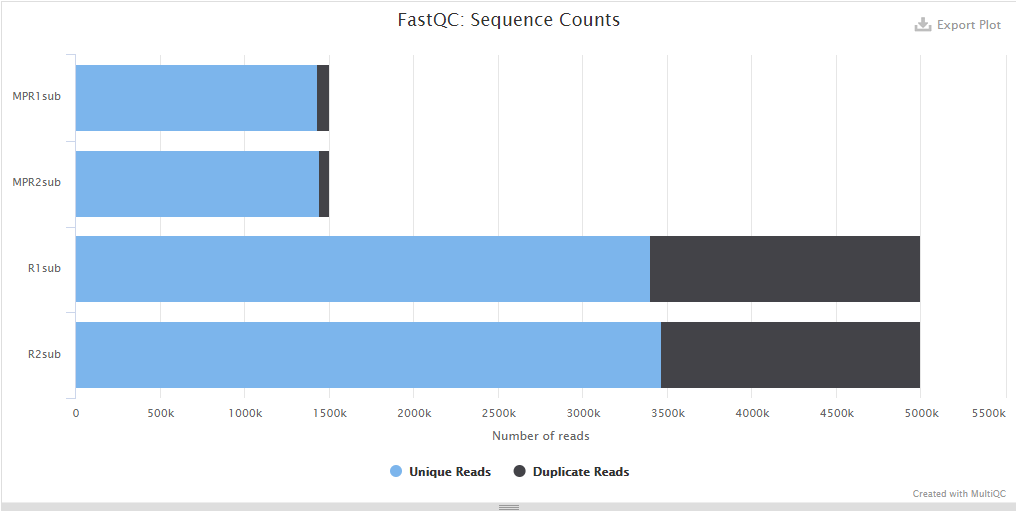 FastQC: Sequence Counts
Export Plot
MPR1sub
MPR2sub
R1sub
R2sub
0 500k 1000k 1500k 2000k 2500k 3000k 3500k 4000k 4500k 5000k 5500k
Number of reads
Unique Reads Duplicate Reads
Created with MultiQC